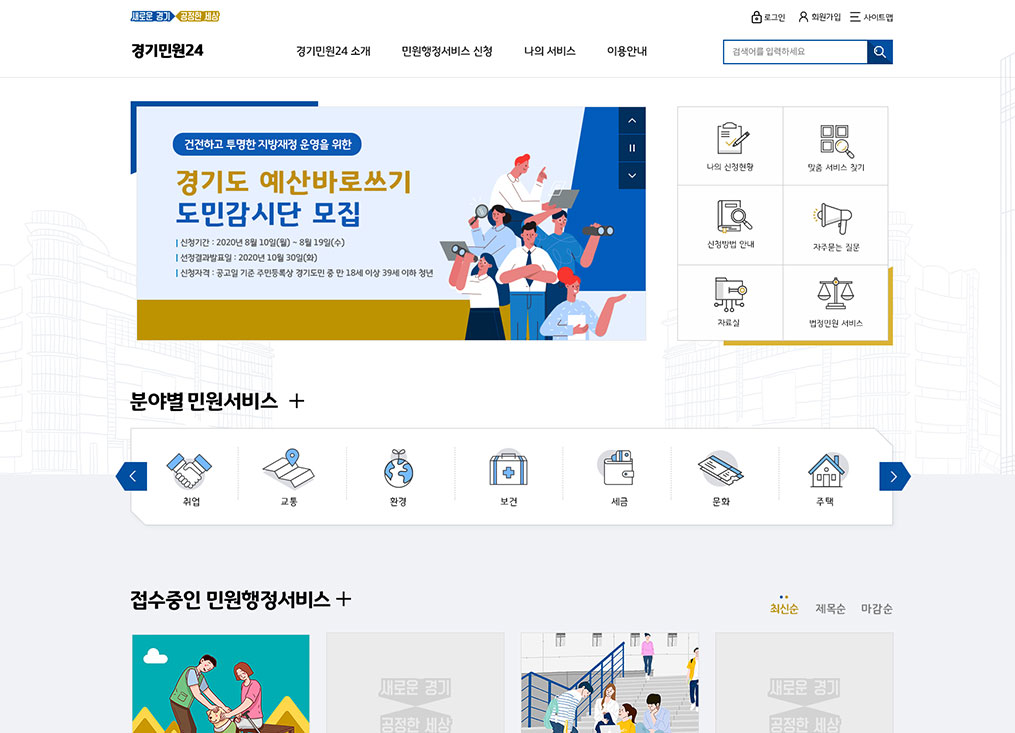 새로운 경기 공정한 세상
로그인 회원가입 사이트맵
경기민원24
경기민원24 소개 민원행정서비스 신청 나의 서비스 이용안내
검색어를 입력하세요
건전하고 투명한 지방재정 운영을 위한
경기도 예산바로쓰기
도민감시단 모집
신청기간 : 2020년 8월 10일(월) ~ 8월 19일(수)
선정결과발표일 : 2020년 10월 30일(화)
신청자격 : 공고일 기준 주민등록상 경기도민 중 만 18세 이상 39세 이하 청년
나의 신청현황 맞춤 서비스 찾기
신청방법 안내 자주묻는 질문
자료실 법정민원 서비스
분야별 민원서비스 +
취업 교통 환경 보건 세금 문화 주택
접수중인 민원행정서비스 +
최신순 제목순 마감순
새로운 경기
공정한 세상
새로운 경기
공정한 세상